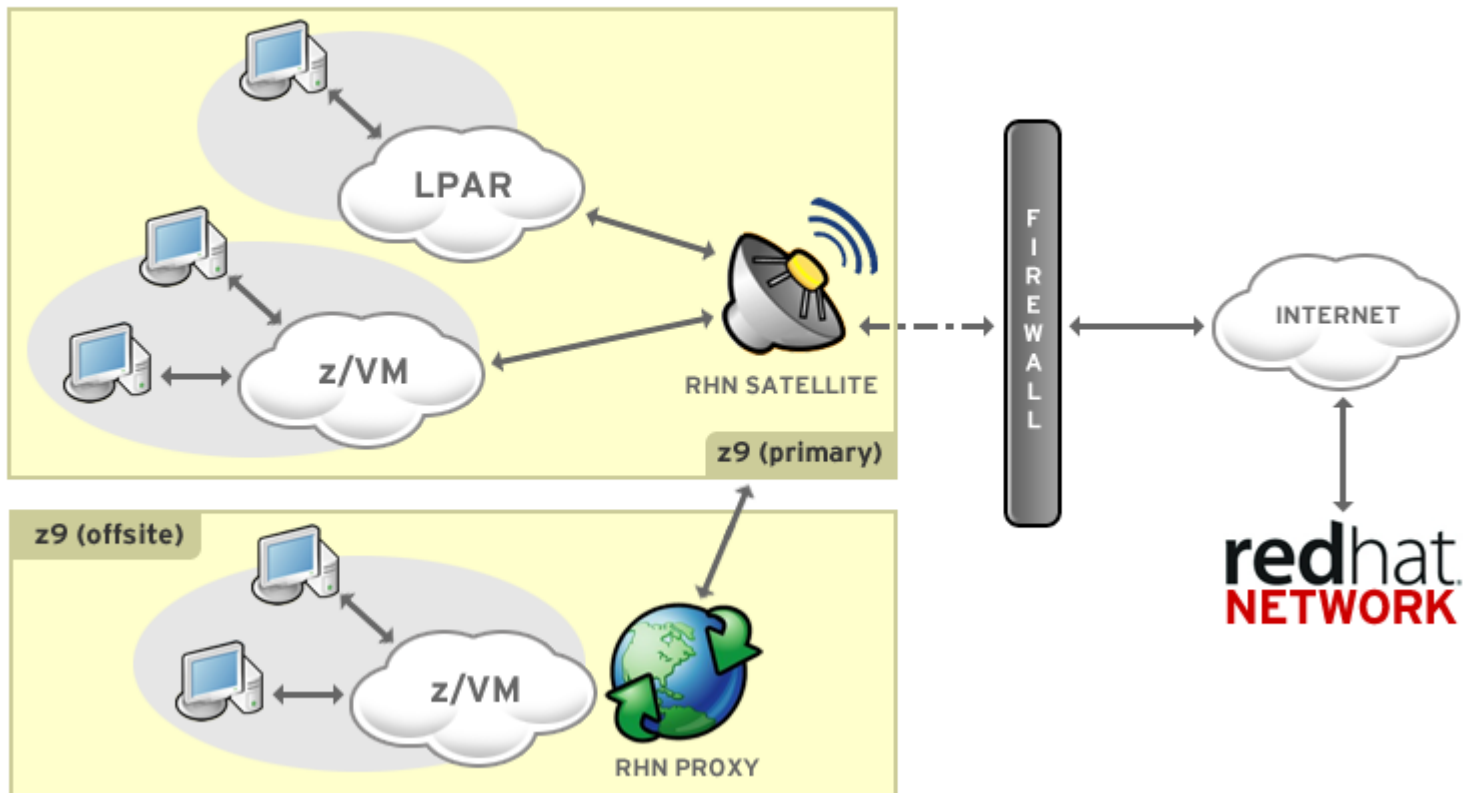 LPAR
z/VM
RHN SATELLITE
z9 (primary)
FIREWALL
INTERNET
redhat.
NETWORK
z9 (offsite)
z/VM
RHN PROXY